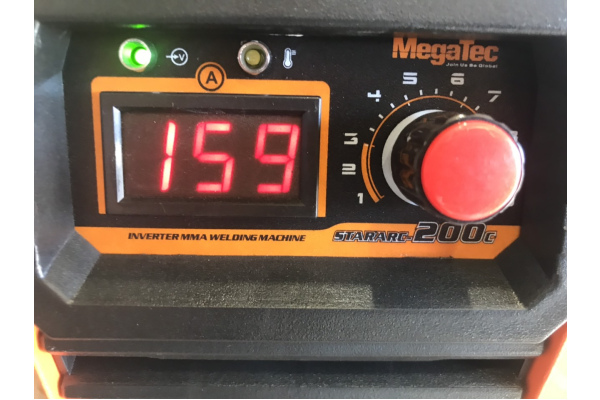 V
MegaTec
Join Us Be Global
A
159
1
2
3
4
5
6
7
INVERTER MMA WELDING MACHINE
STARARC-200C